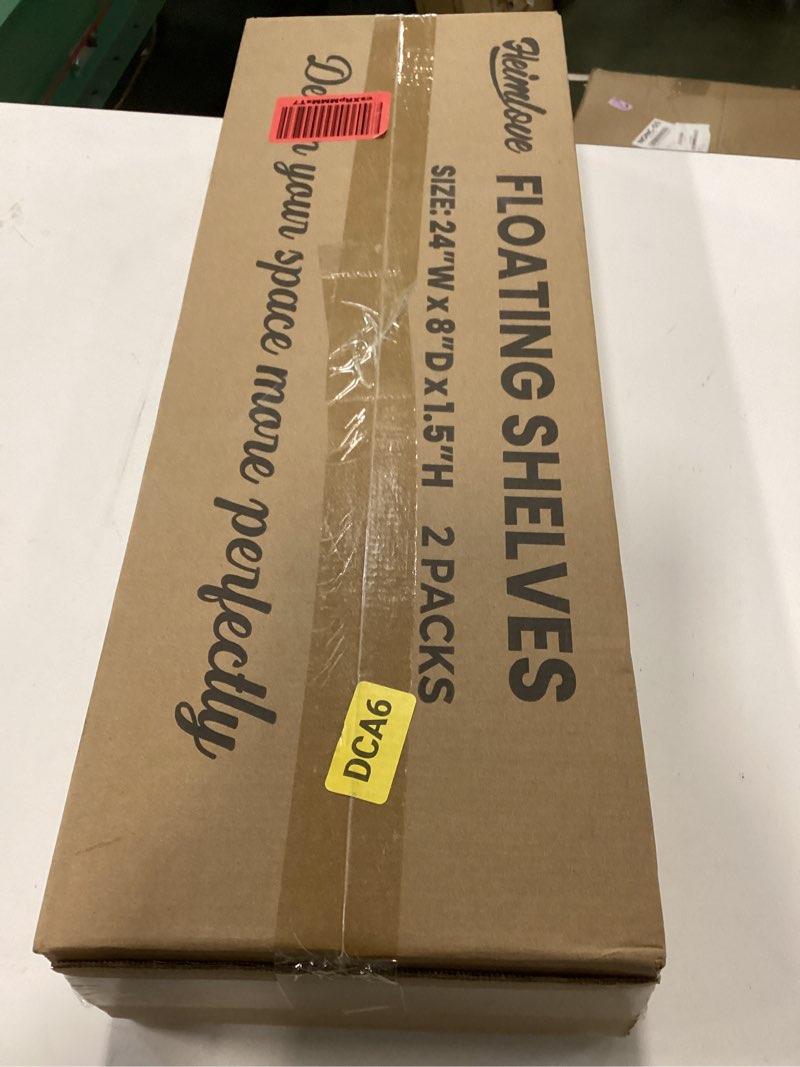 Heimlove FLOATING SHELVES
SIZE: 24"W x 8"D x 1.5"H 2 PACKS
your space more perfectly
DCA6